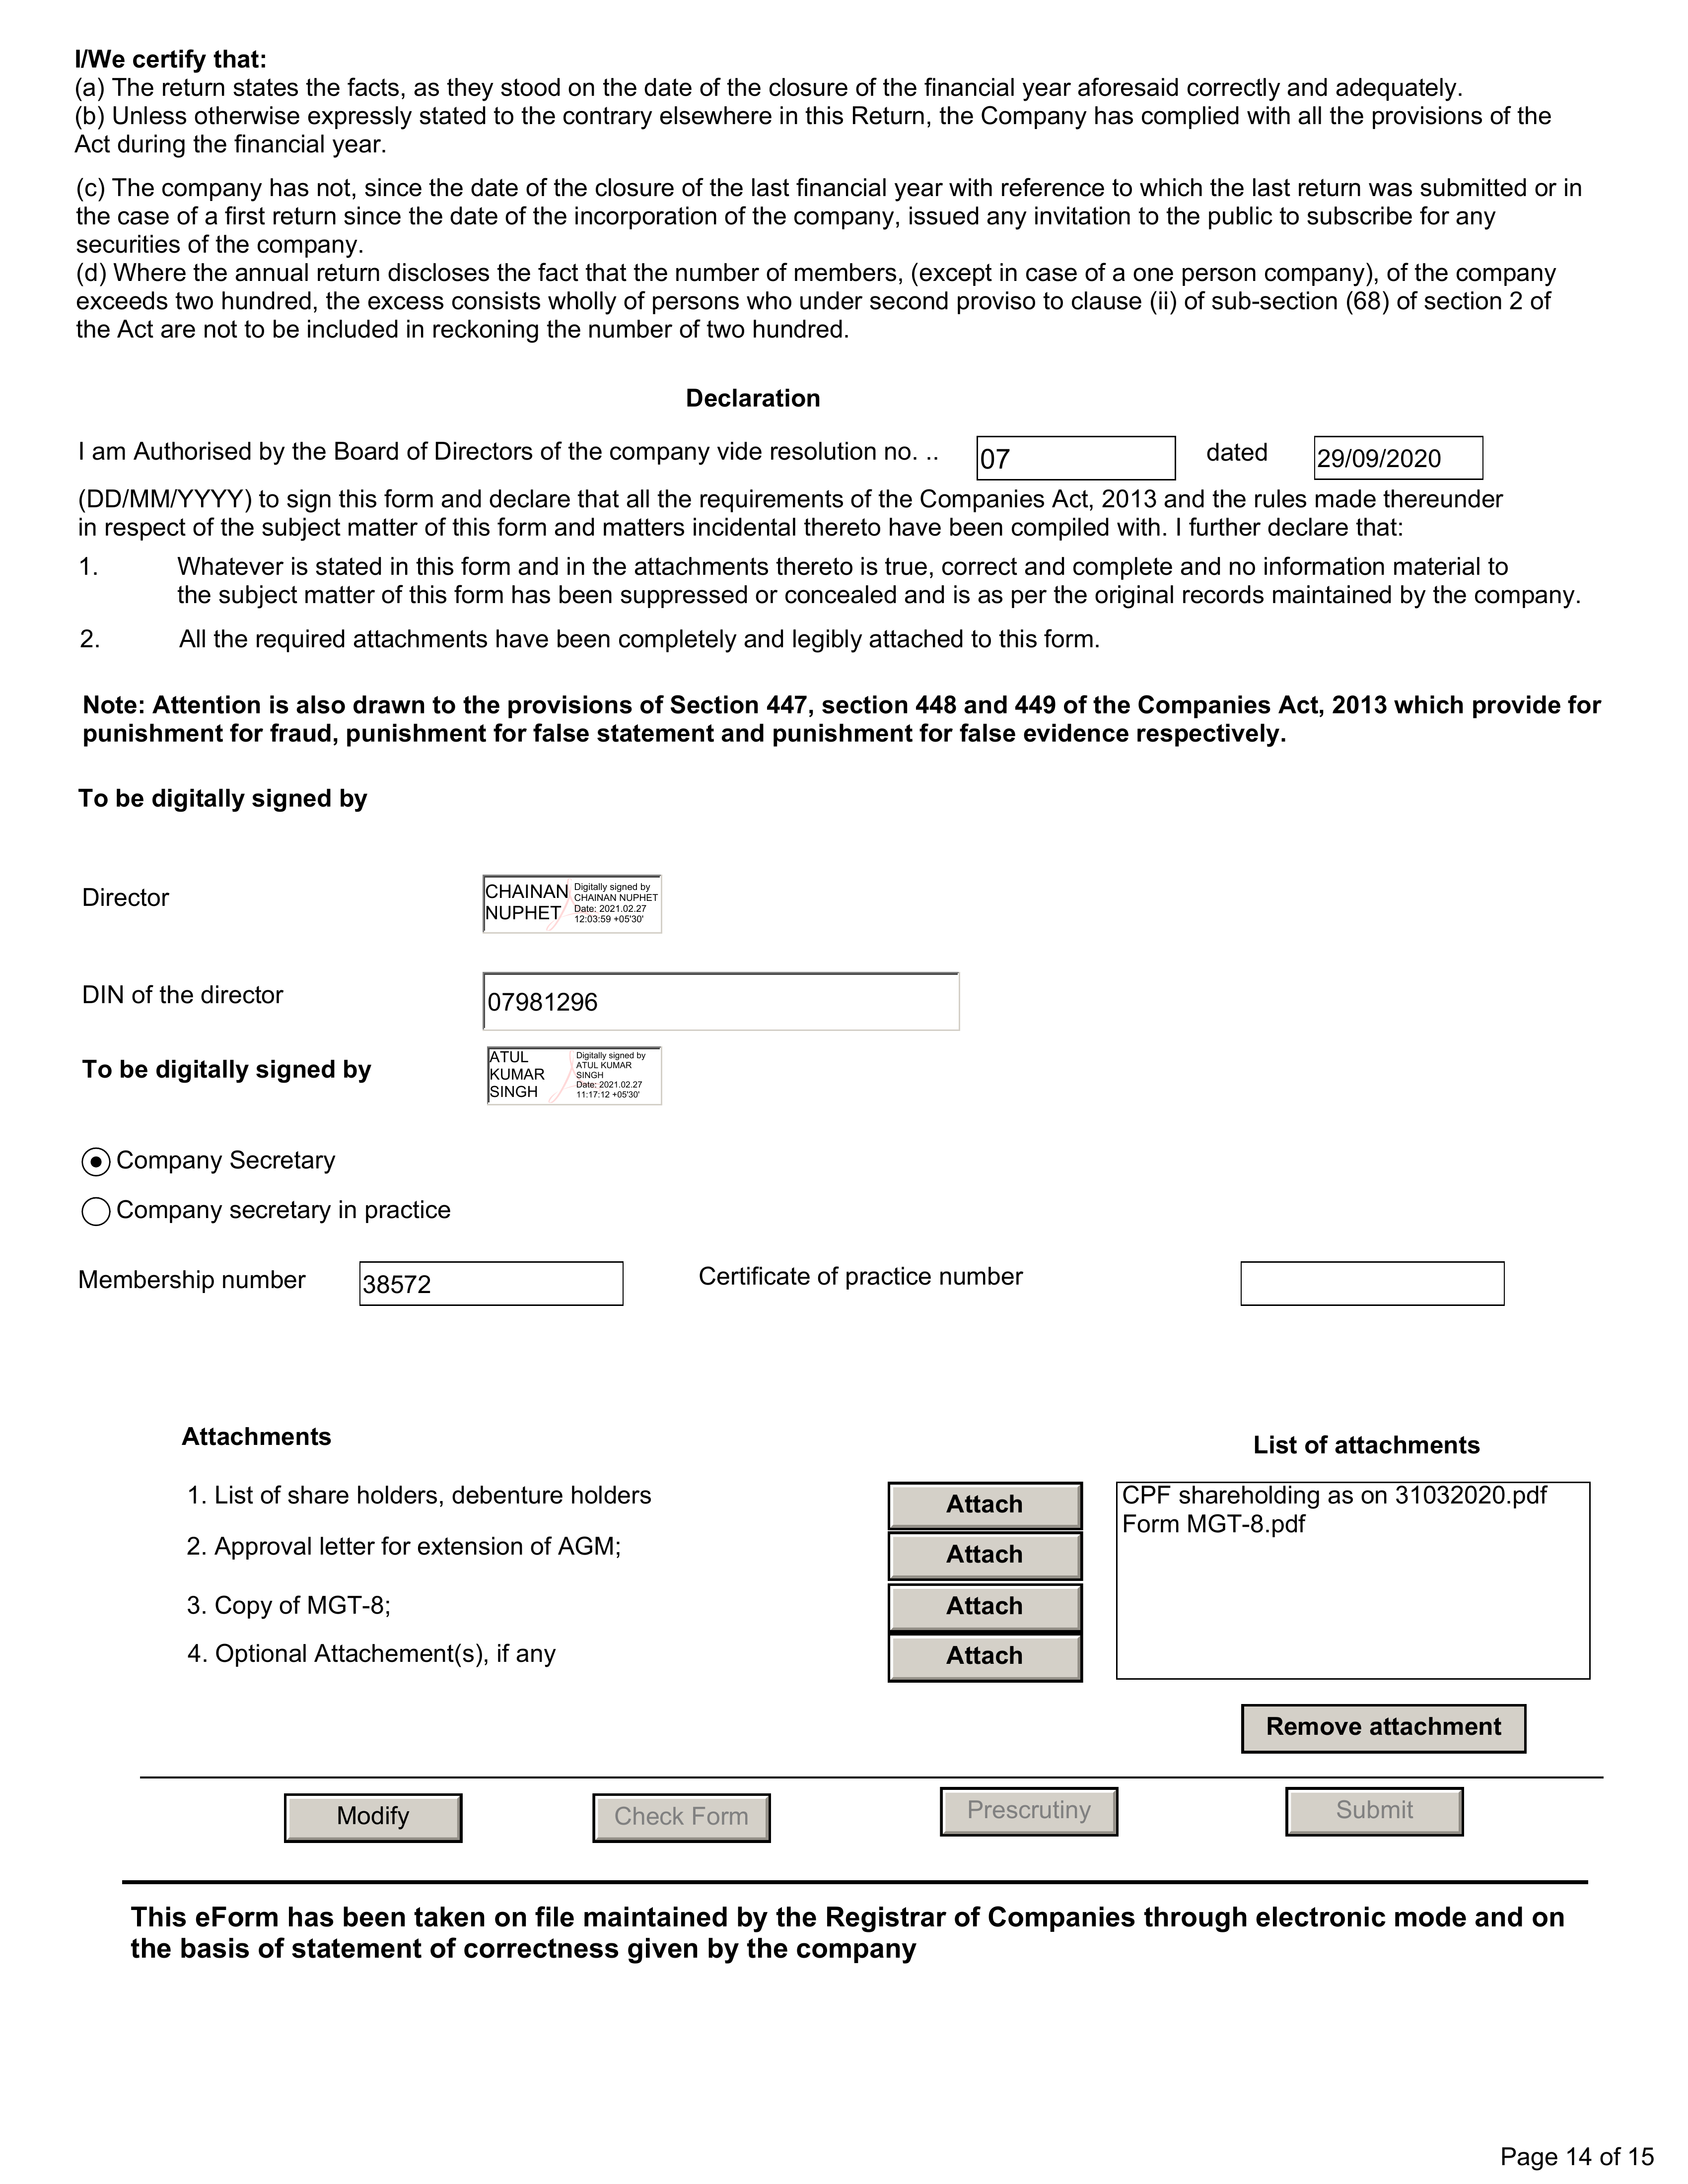 I/We certify that:
(a) The return states the facts, as they stood on the date of the closure of the financial year aforesaid correctly and adequately.
(b) Unless otherwise expressly stated to the contrary elsewhere in this Return, the Company has complied with all the provisions of the
Act during the financial year.
(c) The company has not, since the date of the closure of the last financial year with reference to which the last return was submitted or in
the case of a first return since the date of the incorporation of the company, issued any invitation to the public to subscribe for any
securities of the company.
(d) Where the annual return discloses the fact that the number of members, (except in case of a one person company), of the company
exceeds two hundred, the excess consists wholly of persons who under second proviso to clause (ii) of sub-section (68) of section 2 of
the Act are not to be included in reckoning the number of two hundred.
Declaration
I am Authorised by the Board of Directors of the company vide resolution no. .. 07 dated 29/09/2020
(DD/MM/YYYY) to sign this form and declare that all the requirements of the Companies Act, 2013 and the rules made thereunder
in respect of the subject matter of this form and matters incidental thereto have been compiled with. I further declare that:
1. Whatever is stated in this form and in the attachments thereto is true, correct and complete and no information material to
the subject matter of this form has been suppressed or concealed and is as per the original records maintained by the company.
2. All the required attachments have been completely and legibly attached to this form.
Note: Attention is also drawn to the provisions of Section 447, section 448 and 449 of the Companies Act, 2013 which provide for
punishment for fraud, punishment for false statement and punishment for false evidence respectively.
To be digitally signed by
Director
CHAINAN
NUPHET
Digitally signed by
CHAINAN NUPHET
Date: 2021.02.27
12:03:59 +05'30'
DIN of the director 07981296
To be digitally signed by
ATUL
KUMAR
SINGH
Digitally signed by
ATUL KUMAR
SINGH
Date: 2021.02.27
11:17:12 +05'30'
Company Secretary
Company secretary in practice
Membership number 38572 Certificate of practice number
Attachments
List of attachments
1. List of share holders, debenture holders Attach
2. Approval letter for extension of AGM; Attach
3. Copy of MGT-8; Attach
4. Optional Attachement(s), if any Attach
CPF shareholding as on 31032020.pdf
Form MGT-8.pdf
Remove attachment
Modify Check Form Prescrutiny Submit
This eForm has been taken on file maintained by the Registrar of Companies through electronic mode and on
the basis of statement of correctness given by the company
Page 14 of 15